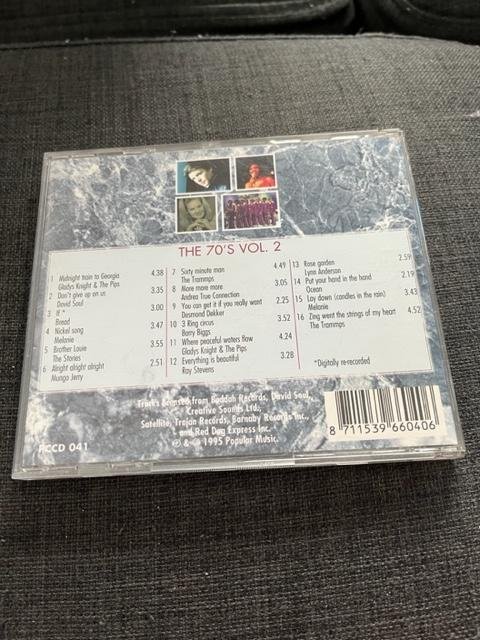 THE 70'S VOL. 2
1 Midnight train to Georgia 4.38
Gladys Knight & The Pips
2 Don't give up on us 3.35
David Soul
3 If * 3.00
Bread
4 Nickel song 3.47
Melanie
5 Brother Louie 3.55
The Stories
6 Alright alright alright 2.51
Mungo Jerry
7 Sixty minute man 4.49
The Trammps
8 More more more 3.05
Andrea True Connection
9 You can get it if you really want 2.25
Desmond Dekker
10 3 Ring circus 3.52
Barry Biggs
11 Where peaceful waters flow 4.24
Gladys Knight & The Pips
12 Everything is beautiful 3.28
Ray Stevens
13 Rose garden 2.59
Lynn Anderson
14 Put your hand in the hand 2.19
Ocean
15 Lay down (candles in the rain) 3.43
Melanie
16 Zing went the strings of my heart 4.52
The Trammps
*Digitally re-recorded
Tracks licensed from Buddah Records, David Soul,
Creative Sounds Ltd,
Satellite, Trojan Records, Barnaby Records Inc.,
and Red Dog Express Inc.
℗ & © 1995 Popular Music.
PCCD 041
8 711539 660406